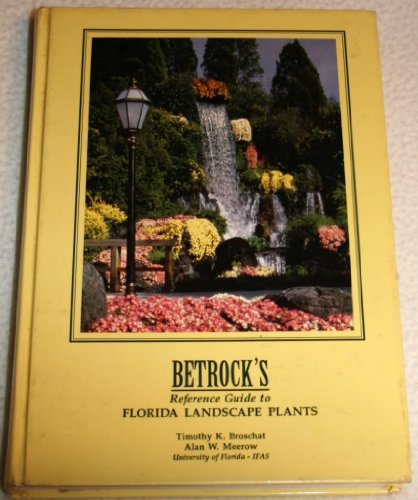 BETROCK'S
Reference Guide to
FLORIDA LANDSCAPE PLANTS
Timothy K. Broschat
Alan W. Meerow
University of Florida - IFAS